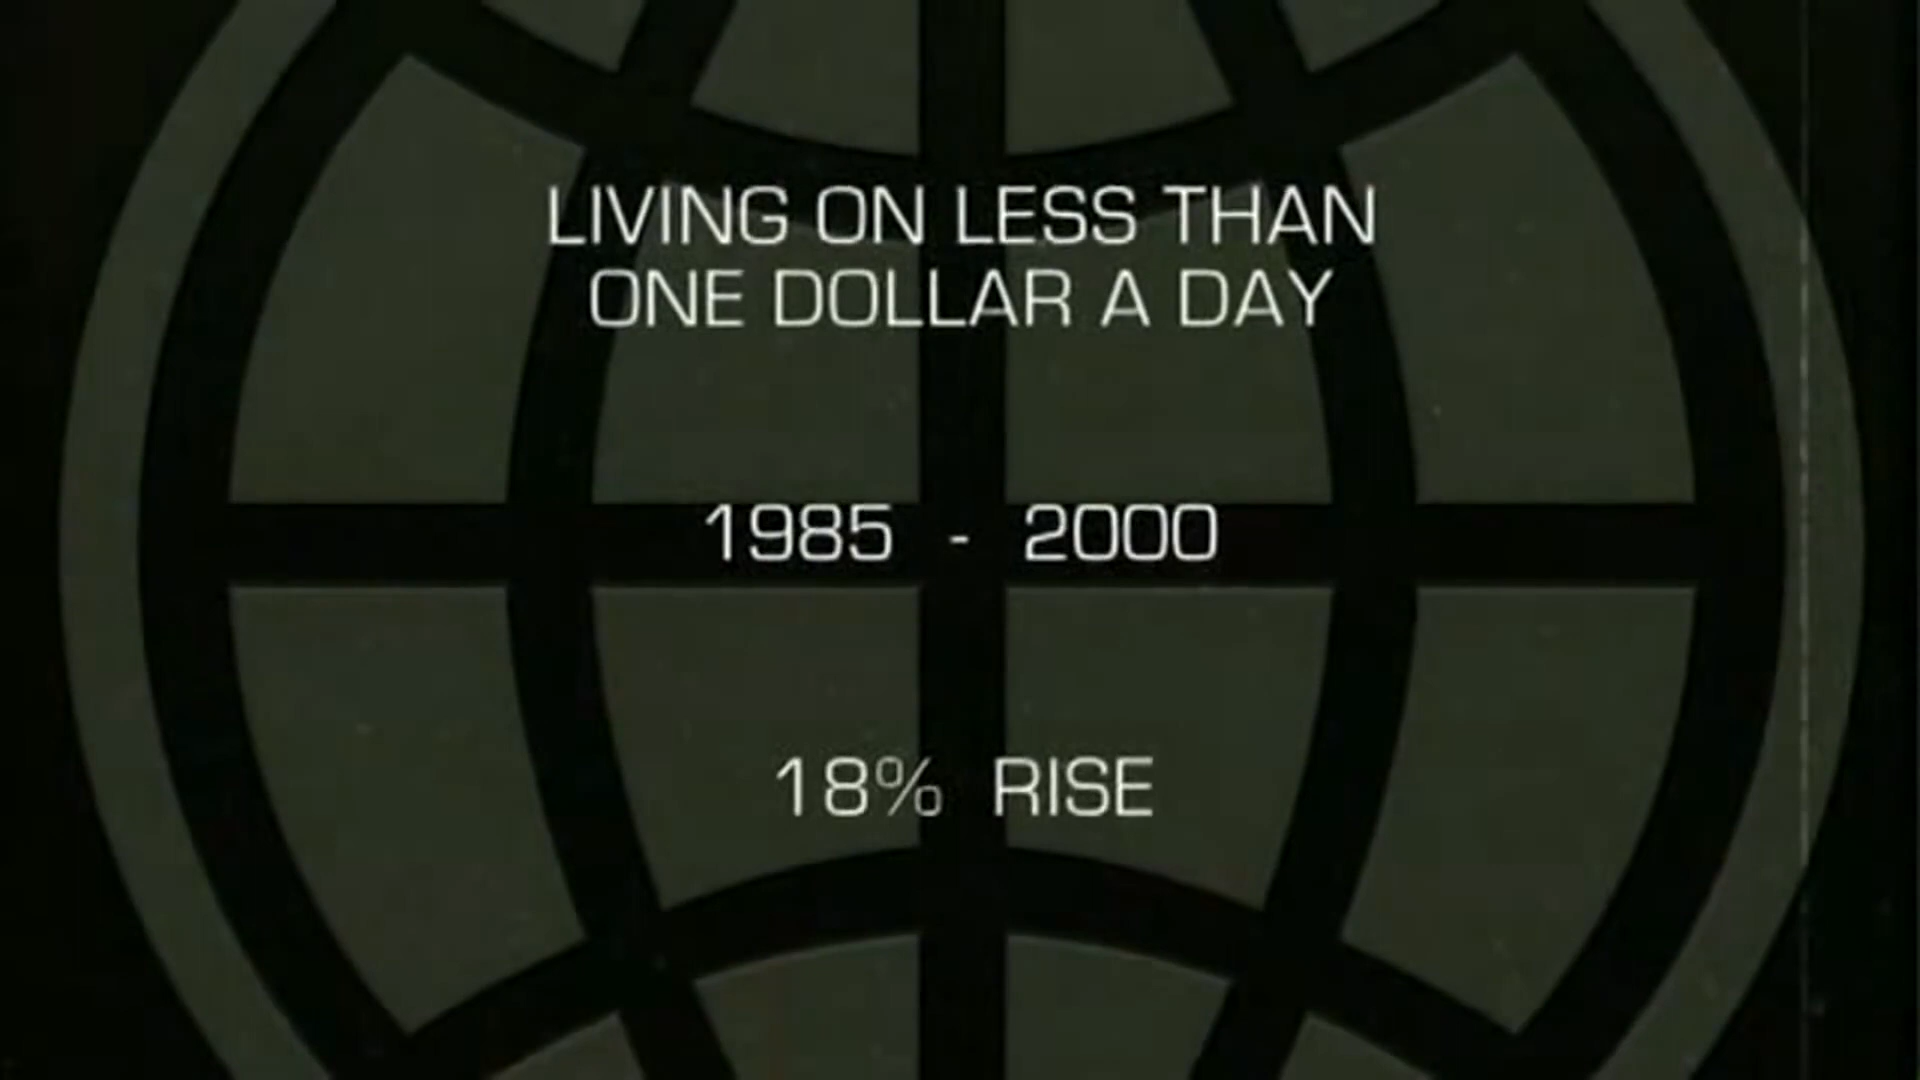 LIVING ON LESS THAN
ONE DOLLAR A DAY
1985 - 2000
18% RISE